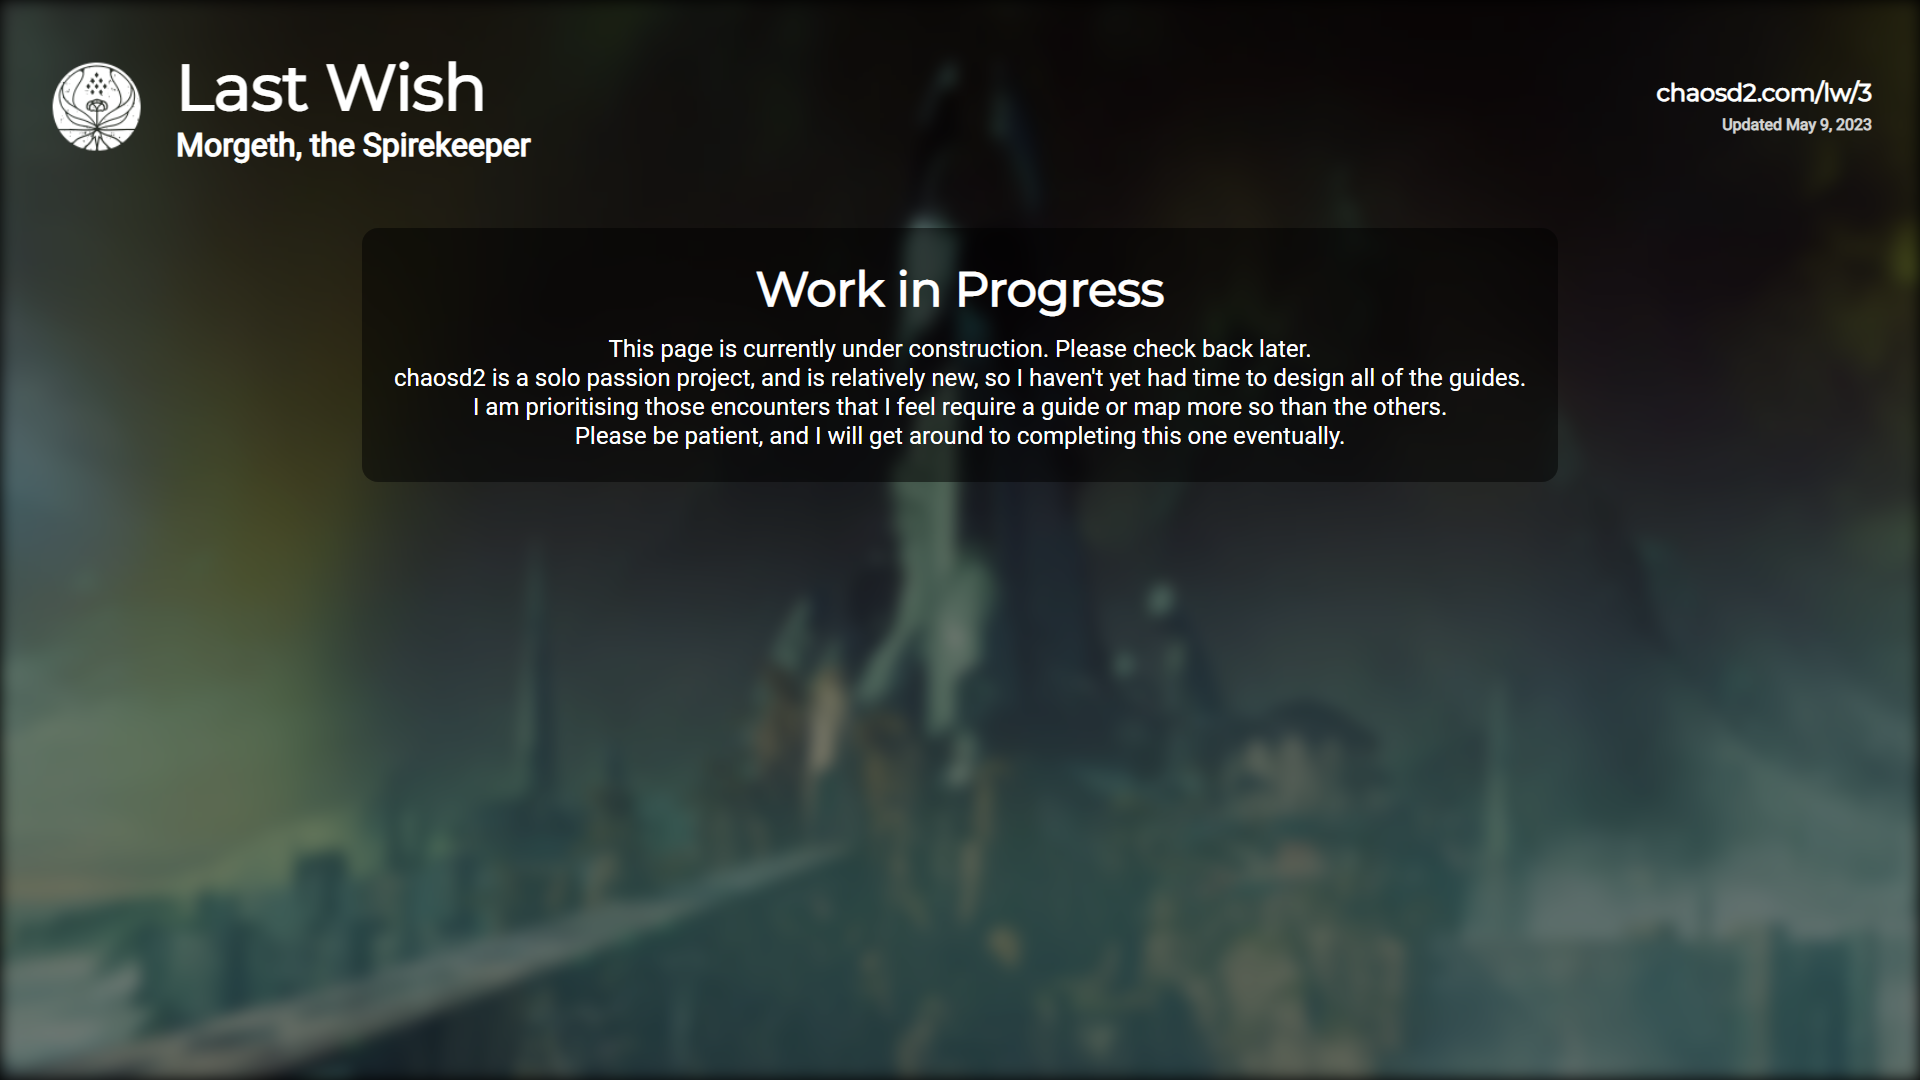 Last Wish
Morgeth, the Spirekeeper
chaosd2.com/lw/3
Updated May 9, 2023
Work in Progress
This page is currently under construction. Please check back later.
chaosd2 is a solo passion project, and is relatively new, so I haven't yet had time to design all of the guides.
I am prioritising those encounters that I feel require a guide or map more so than the others.
Please be patient, and I will get around to completing this one eventually.